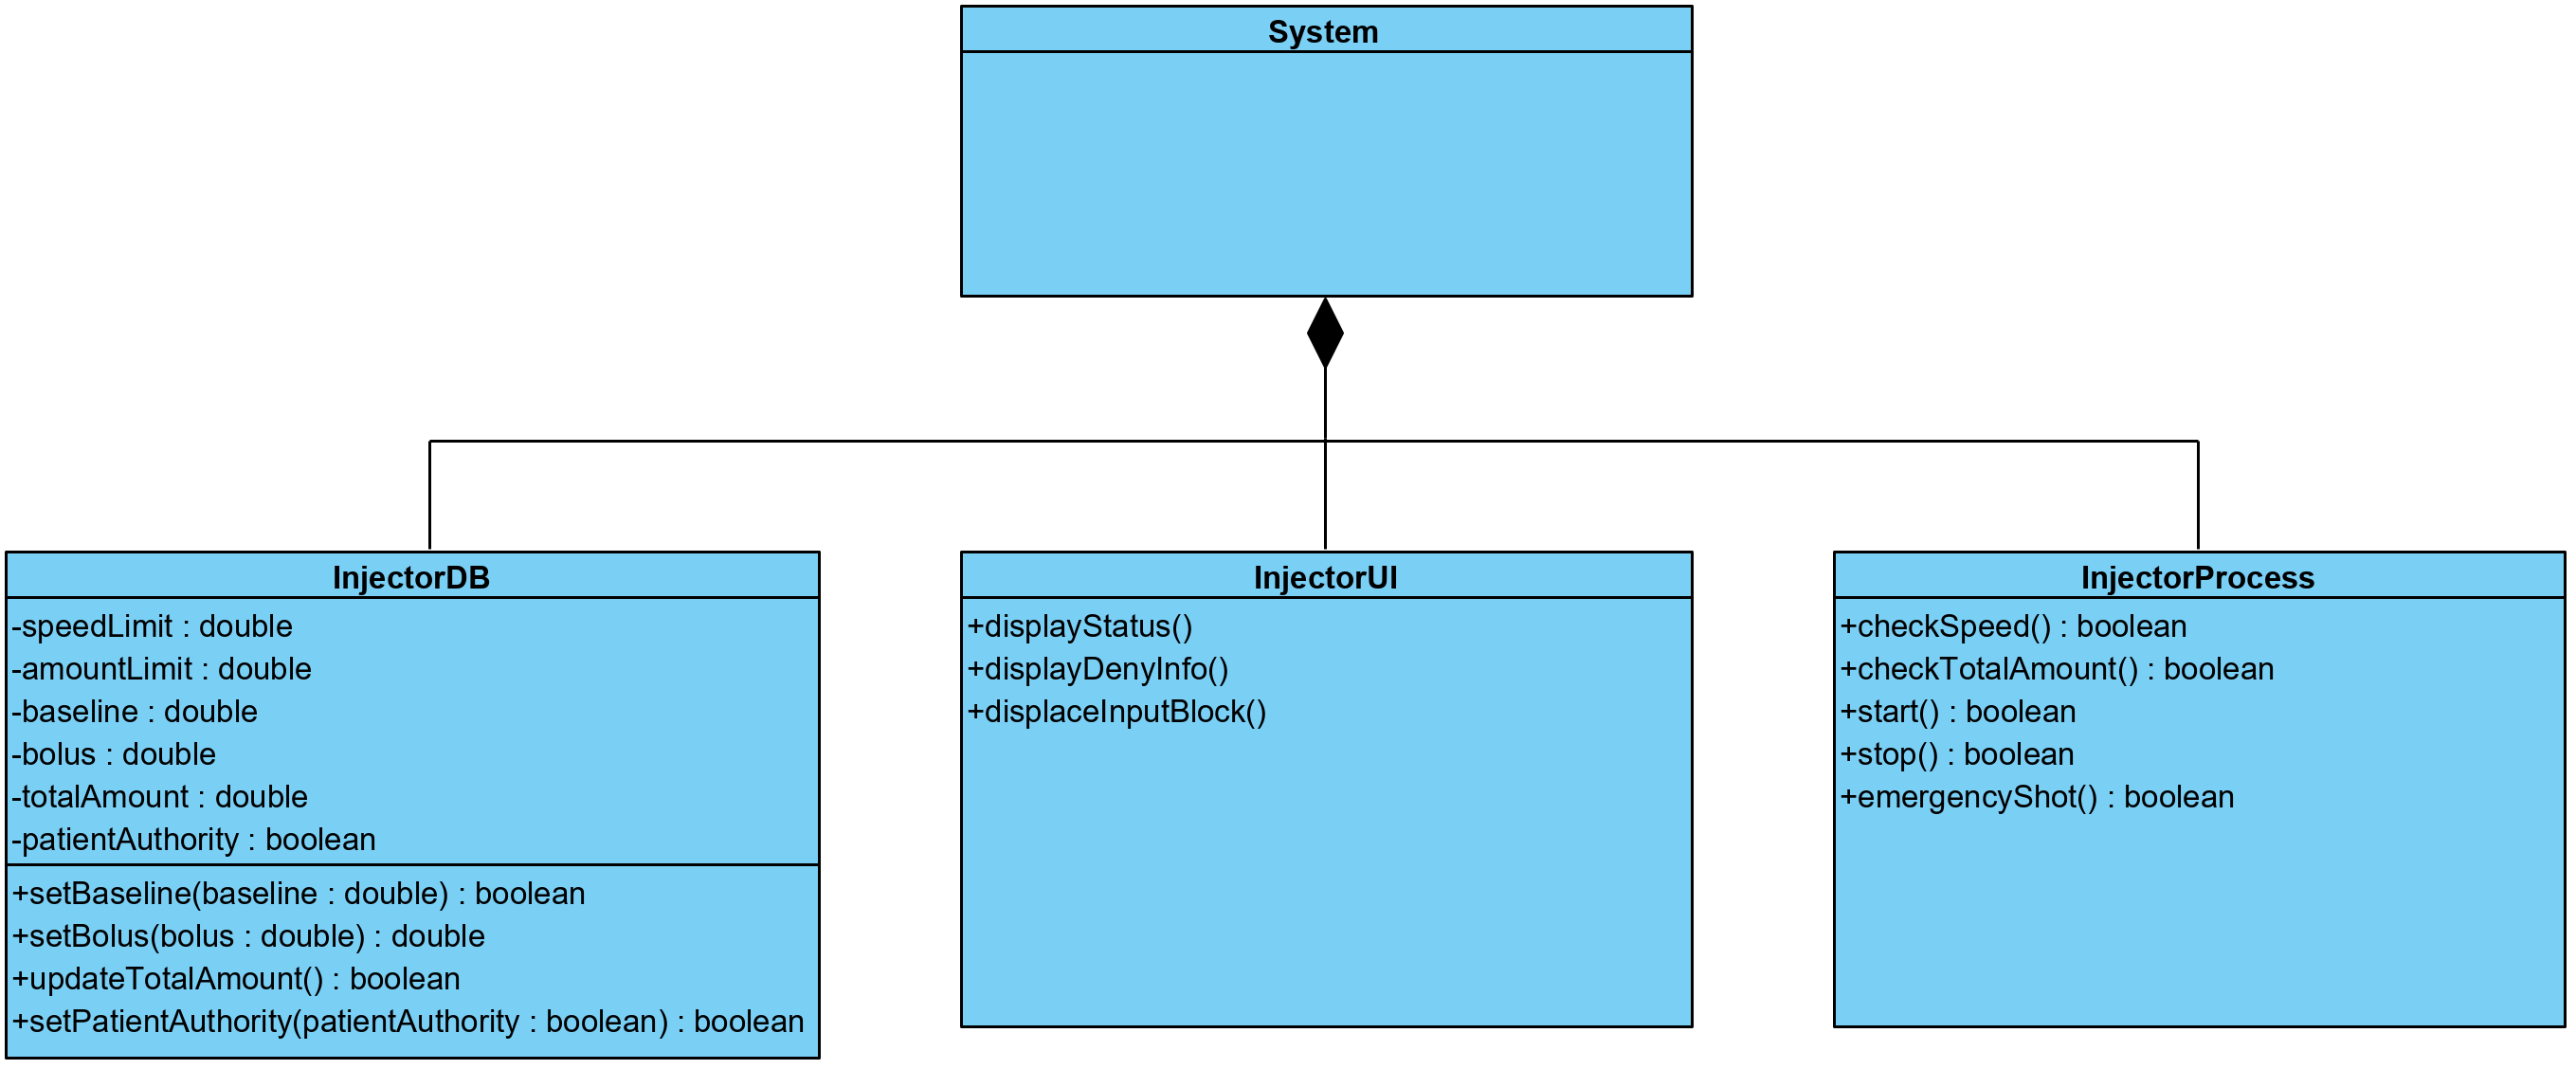 System
InjectorDB
-speedLimit : double
-amountLimit : double
-baseline : double
-bolus : double
-totalAmount : double
-patientAuthority : boolean
+setBaseline(baseline : double) : boolean
+setBolus(bolus : double) : double
+updateTotalAmount() : boolean
+setPatientAuthority(patientAuthority : boolean) : boolean
InjectorUI
+displayStatus()
+displayDenyInfo()
+displaceInputBlock()
InjectorProcess
+checkSpeed() : boolean
+checkTotalAmount() : boolean
+start() : boolean
+stop() : boolean
+emergencyShot() : boolean